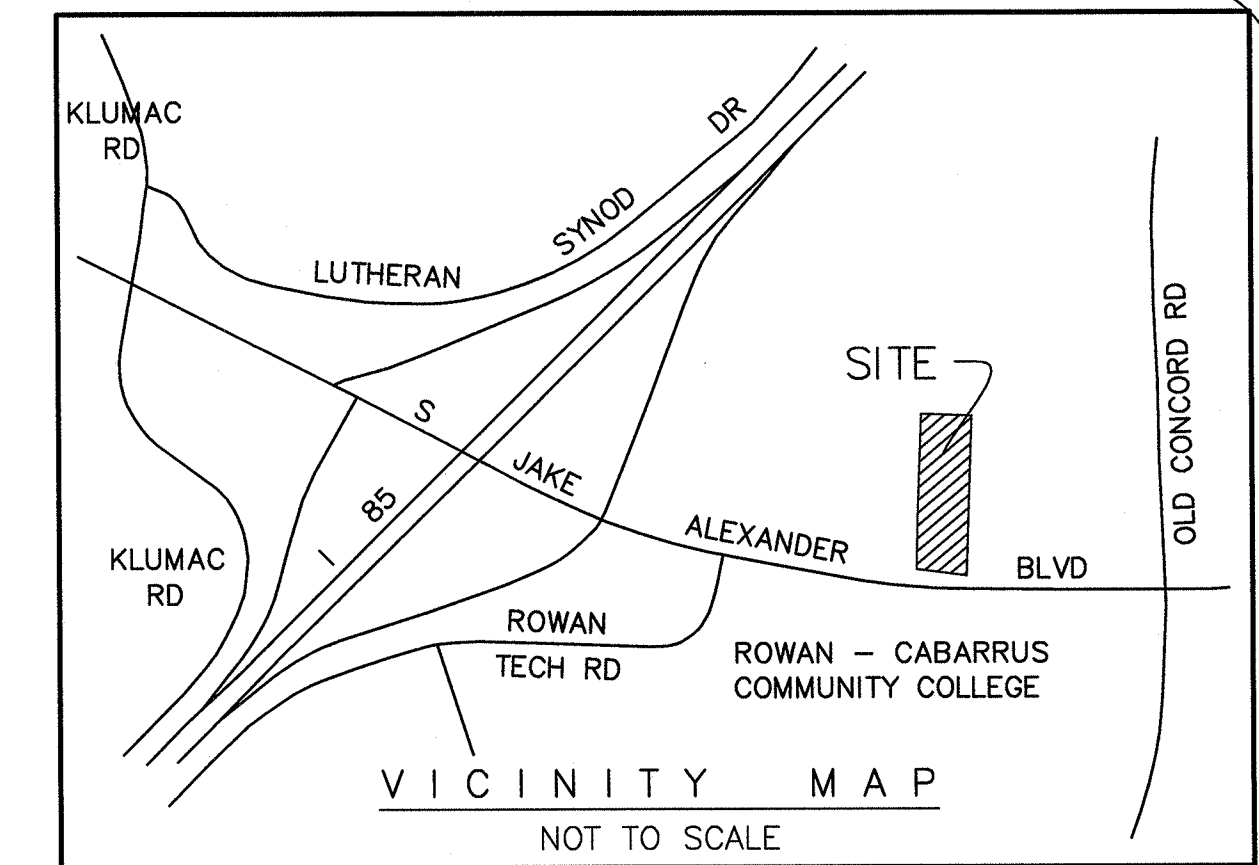 KLUMAC
RD
DR
SYNOD
LUTHERAN
SITE
OLD CONCORD RD
S
JAKE
ALEXANDER
BLVD
I 85
KLUMAC
RD
ROWAN
TECH RD
ROWAN – CABARRUS
COMMUNITY COLLEGE
VICINITY MAP
NOT TO SCALE